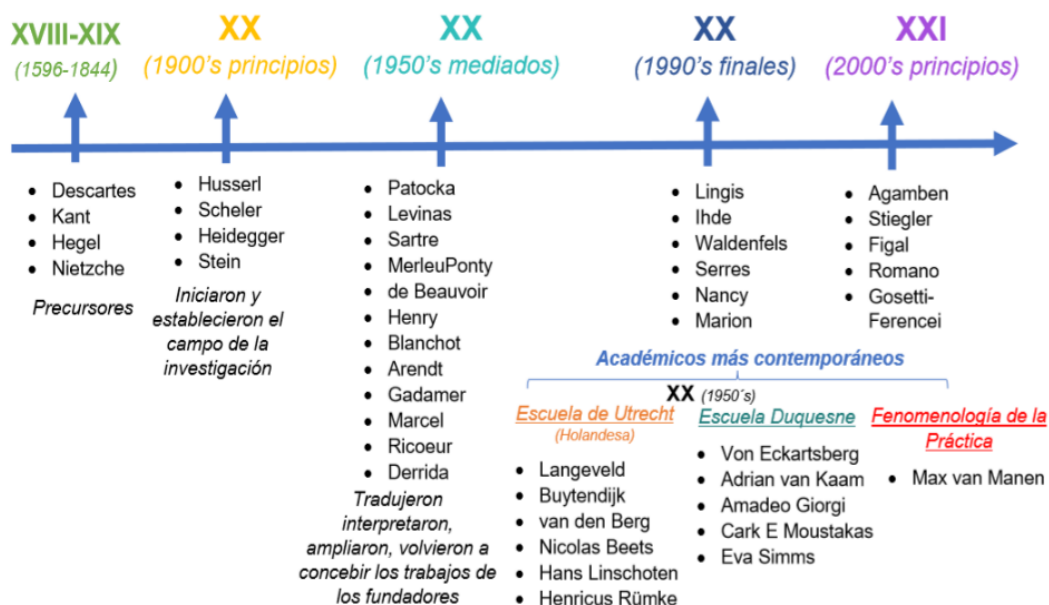 XVIII-XIX
(1596-1844)
XX
(1900's principios)
XX
(1950's mediados)
XX
(1990's finales)
XXI
(2000's principios)
• Descartes
• Kant
• Hegel
• Nietzche
Precursores
• Husserl
• Scheler
• Heidegger
• Stein
Iniciaron y
establecieron el
campo de la
investigación
• Patocka
• Levinas
• Sartre
• MerleuPonty
• de Beauvoir
• Henry
• Blanchot
• Arendt
• Gadamer
• Marcel
• Ricoeur
• Derrida
Tradujeron
interpretaron,
ampliaron, volvieron a
concebir los trabajos de
los fundadores
• Lingis
• Ihde
• Waldenfels
• Serres
• Nancy
• Marion
• Agamben
• Stiegler
• Figal
• Romano
• Gosetti-
Ferencei
Académicos más contemporáneos
XX (1950´s)
Escuela de Utrecht
(Holandesa)
• Langeveld
• Buytendijk
• van den Berg
• Nicolas Beets
• Hans Linschoten
• Henricus Rümke
Escuela Duquesne
• Von Eckartsberg
• Adrian van Kaam
• Amadeo Giorgi
• Cark E Moustakas
• Eva Simms
Fenomenología de la
Práctica
• Max van Manen